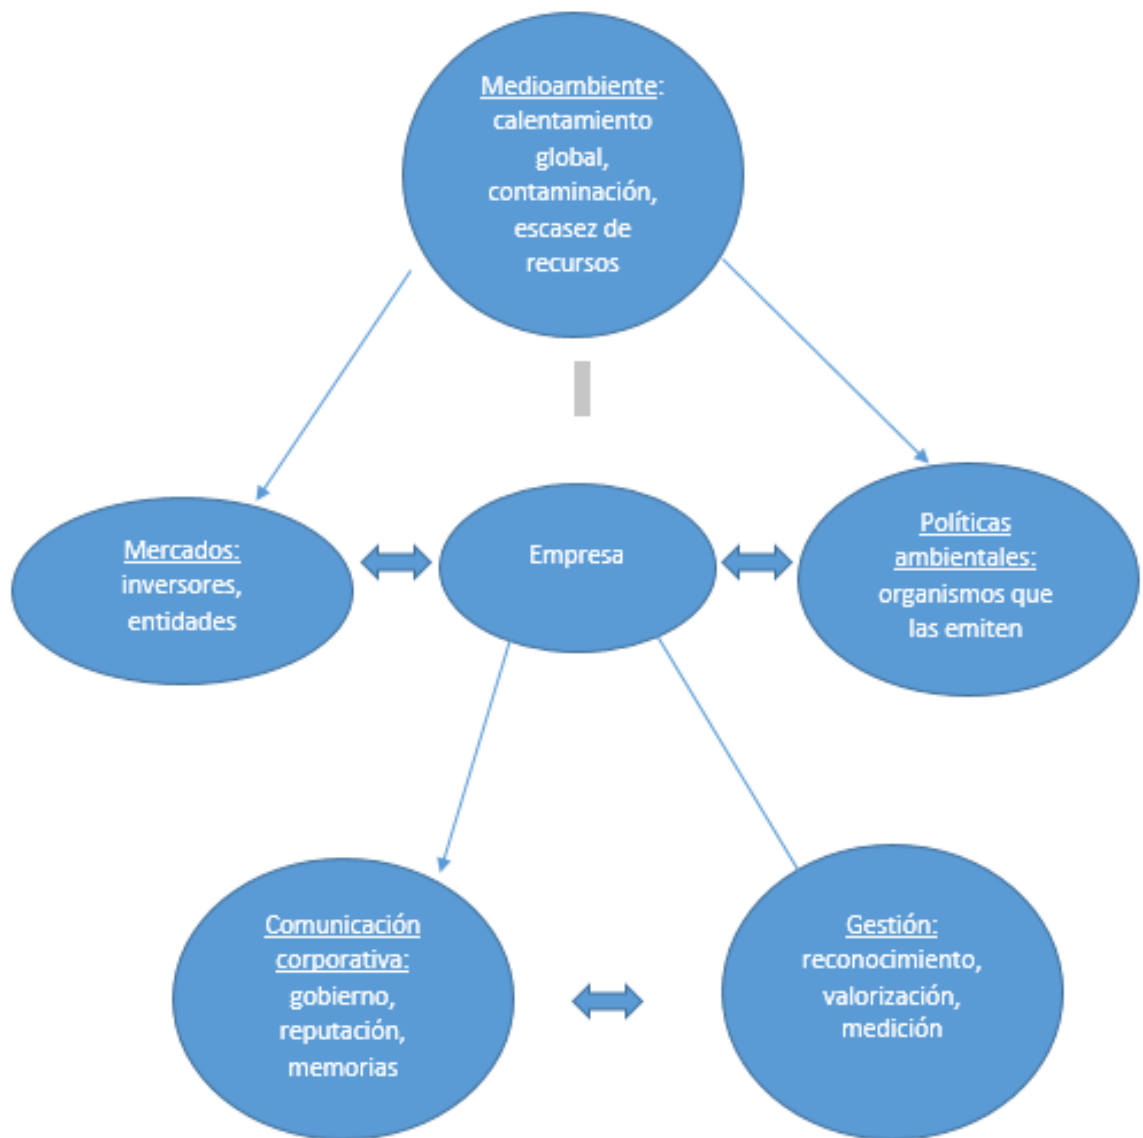 Medioambiente:
calentamiento
global,
contaminación,
escasez de
recursos
Mercados:
inversores,
entidades
Empresa
Políticas
ambientales:
organismos que
las emiten
Comunicación
corporativa:
gobierno,
reputación,
memorias
Gestión:
reconocimiento,
valorización,
medición